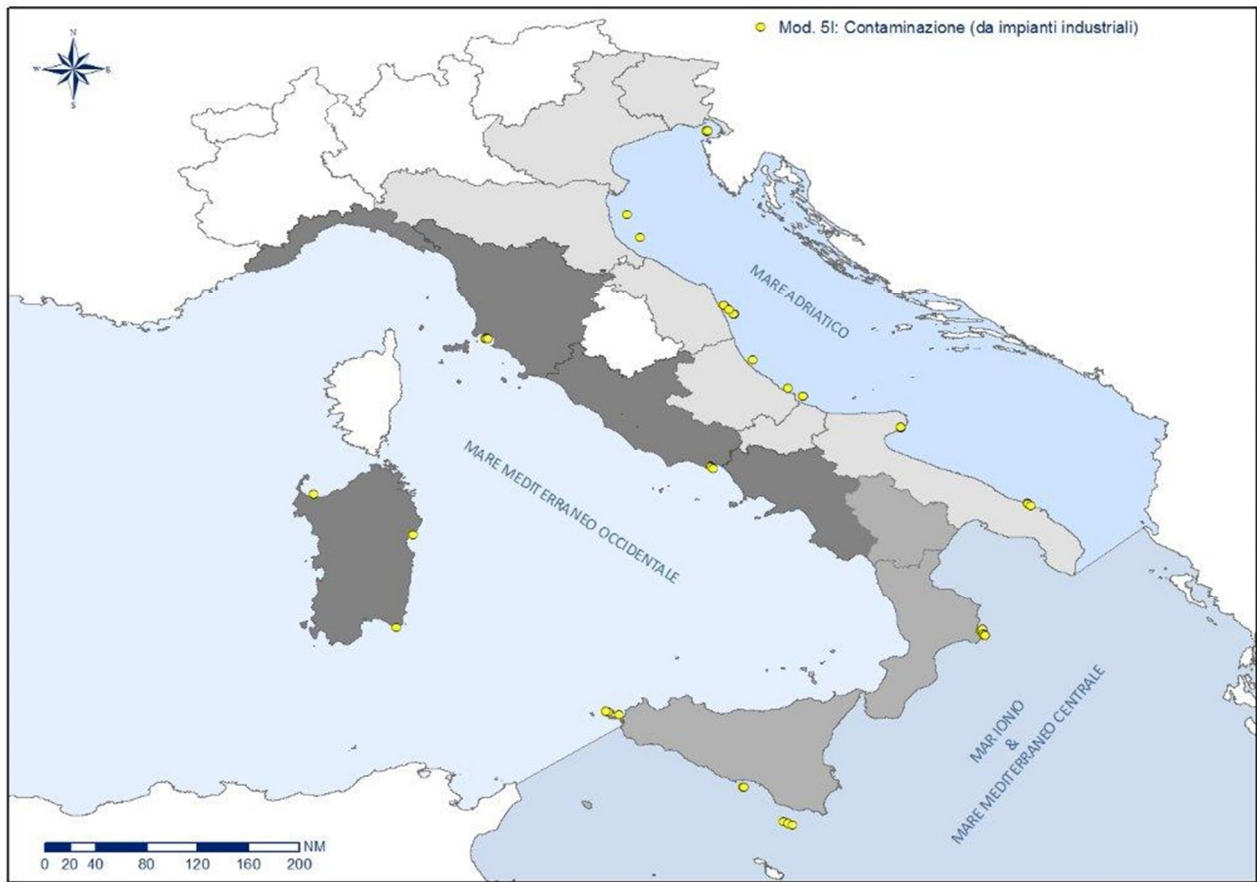 Mod. 5I: Contaminazione (da impianti industriali)
N
W E
S
MARE ADRIATICO
MARE MEDITERRANEO OCCIDENTALE
MAR IONIO
&
MARE MEDITERRANEO CENTRALE
NM
0 20 40 80 120 160 200